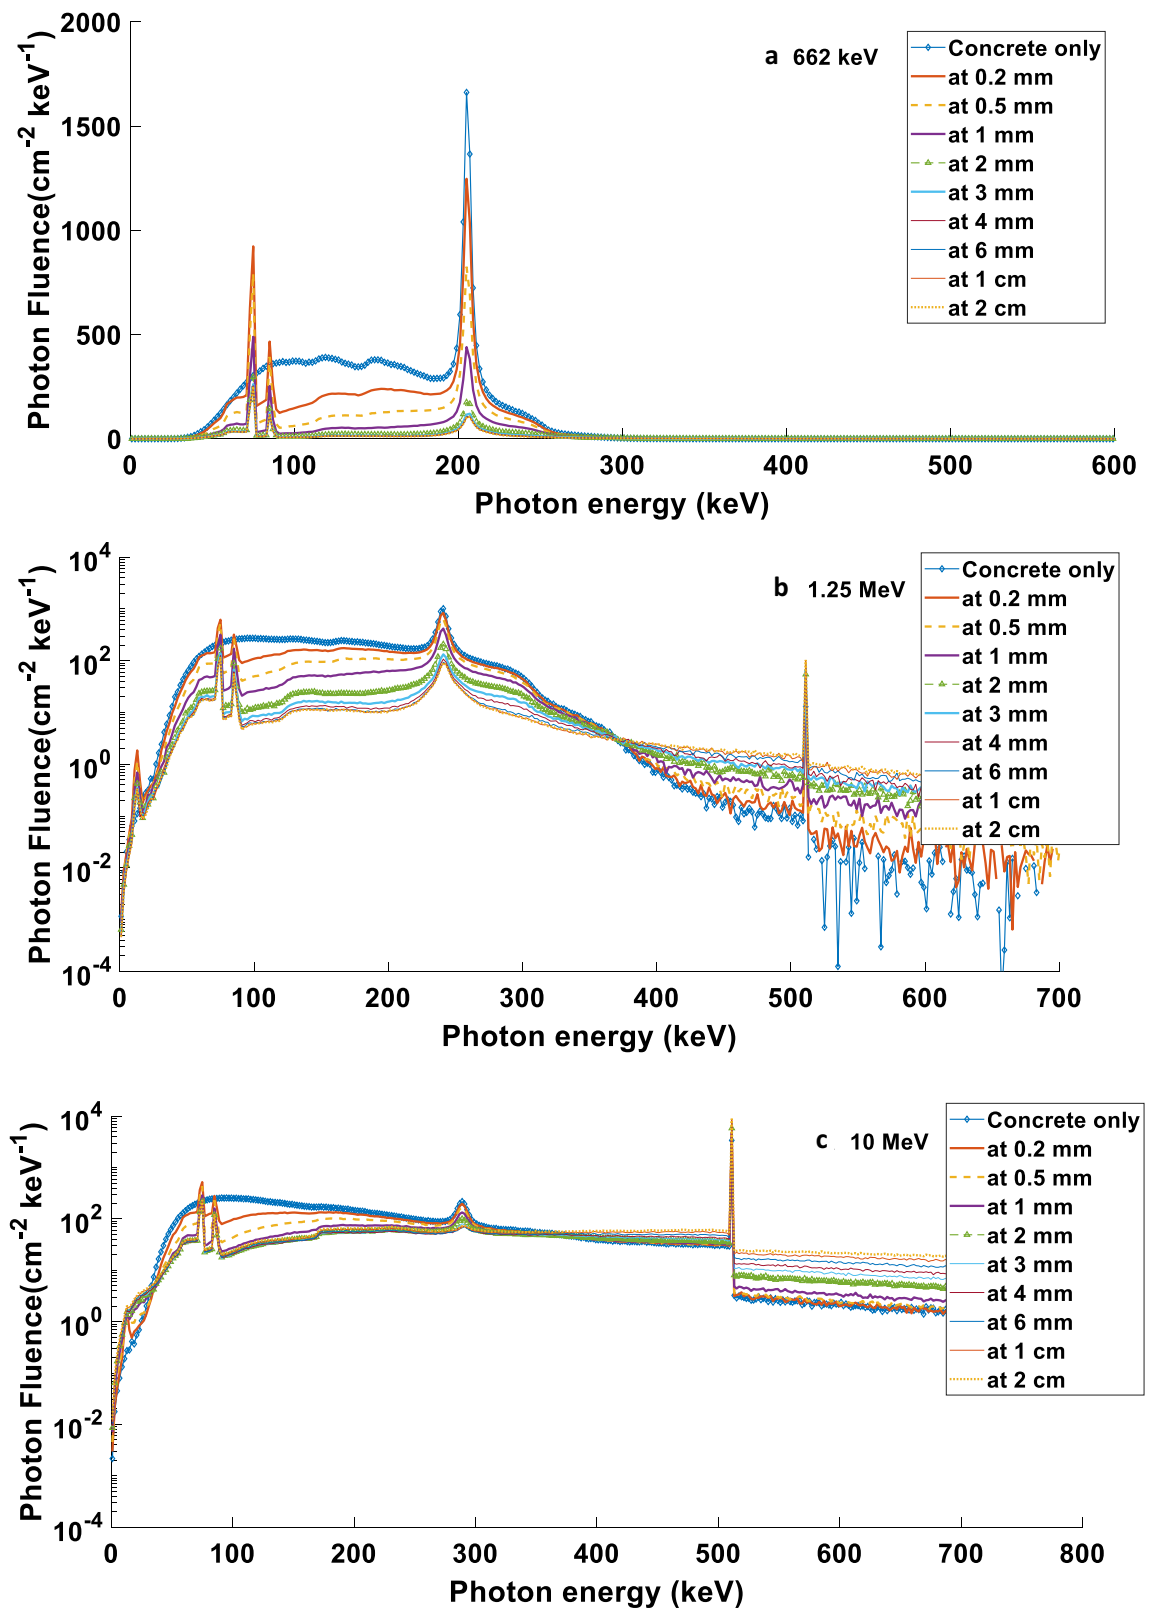 2000
1500
1000
500
0
Photon Fluence(cm⁻² keV⁻¹)
a 662 keV
Concrete only
at 0.2 mm
at 0.5 mm
at 1 mm
at 2 mm
at 3 mm
at 4 mm
at 6 mm
at 1 cm
at 2 cm
0 100 200 300 400 500 600
Photon energy (keV)
10⁴
10²
10⁰
10⁻²
10⁻⁴
Photon Fluence(cm⁻² keV⁻¹)
b 1.25 MeV
Concrete only
at 0.2 mm
at 0.5 mm
at 1 mm
at 2 mm
at 3 mm
at 4 mm
at 6 mm
at 1 cm
at 2 cm
0 100 200 300 400 500 600 700
Photon energy (keV)
10⁴
10²
10⁰
10⁻²
10⁻⁴
Photon Fluence(cm⁻² keV⁻¹)
c 10 MeV
Concrete only
at 0.2 mm
at 0.5 mm
at 1 mm
at 2 mm
at 3 mm
at 4 mm
at 6 mm
at 1 cm
at 2 cm
0 100 200 300 400 500 600 700 800
Photon energy (keV)